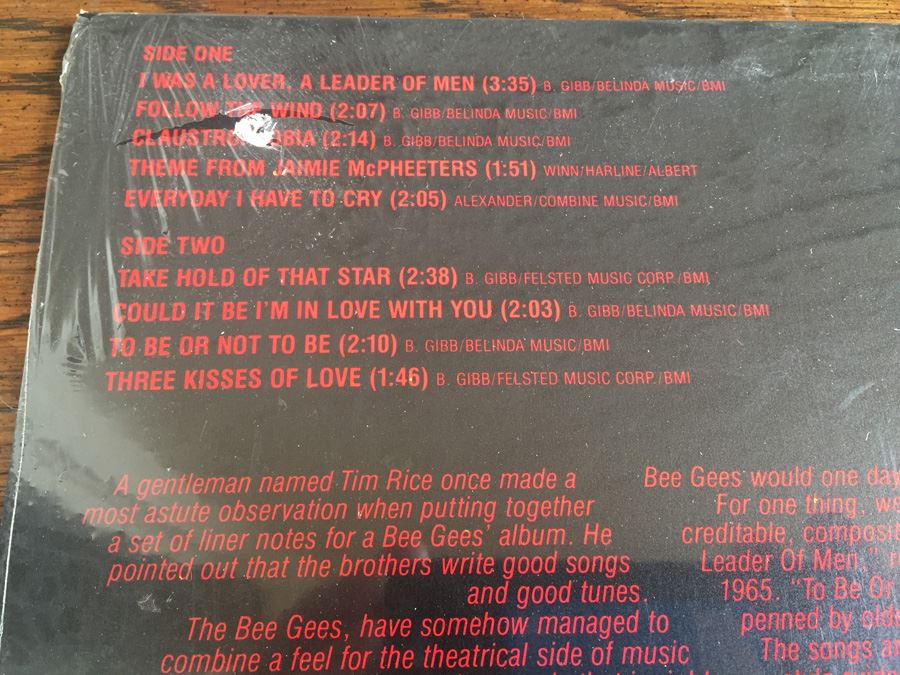 SIDE ONE
I WAS A LOVER, A LEADER OF MEN (3:35) B. GIBB/BELINDA MUSIC/BMI
FOLLOW THE WIND (2:07) B. GIBB/BELINDA MUSIC/BMI
(2:14) B. GIBB/BELINDA MUSIC/BMI
THEME FROM JAIMIE McPHEETERS (1:51) WINN/HARLINE/ALBERT
EVERYDAY I HAVE TO CRY (2:05) ALEXANDER/COMBINE MUSIC/BMI
SIDE TWO
TAKE HOLD OF THAT STAR (2:38) B. GIBB/FELSTED MUSIC CORP./BMI
COULD IT BE I'M IN LOVE WITH YOU (2:03) B. GIBB/BELINDA MUSIC/BMI
TO BE OR NOT TO BE (2:10) B. GIBB/BELINDA MUSIC/BMI
THREE KISSES OF LOVE (1:46) B. GIBB/FELSTED MUSIC CORP./BMI
A gentleman named Tim Rice once made a
most astute observation when putting together
a set of liner notes for a Bee Gees' album. He
pointed out that the brothers write good songs
and good tunes.
The Bee Gees, have somehow managed to
combine a feel for the theatrical side of music
Bee Gees would one day
For one thing,
creditable,
Leader Of Men,"
1965. "To Be Or
penned by
The songs